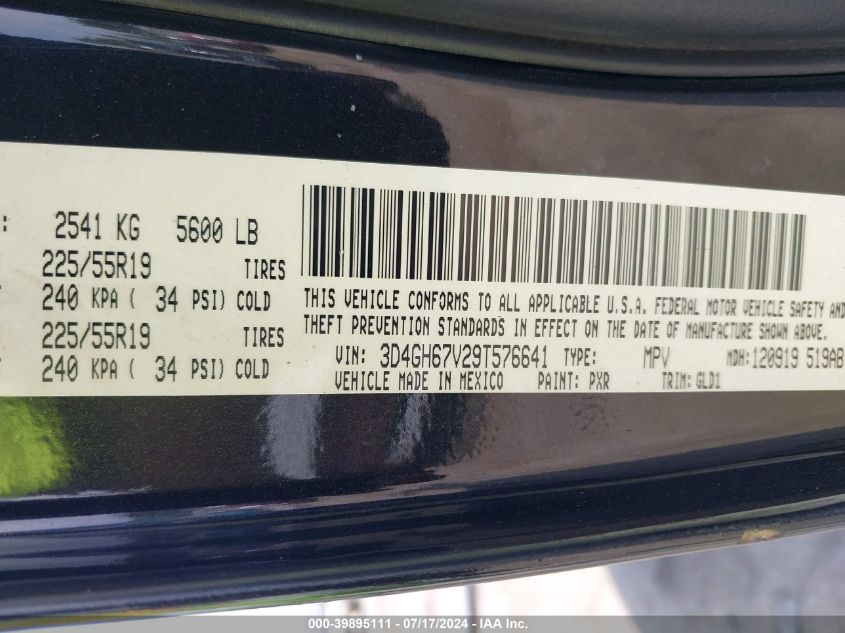 : 2541 KG 5600 LB
225/55R19 TIRES
240 KPA ( 34 PSI) COLD
225/55R19 TIRES
240 KPA ( 34 PSI) COLD
THIS VEHICLE CONFORMS TO ALL APPLICABLE U.S.A. FEDERAL MOTOR VEHICLE SAFETY AND
THEFT PREVENTION STANDARDS IN EFFECT ON THE DATE OF MANUFACTURE SHOWN ABOVE.
VIN: 3D4GH67V29T576641 TYPE: MPV MDH: 120919 519AB
VEHICLE MADE IN MEXICO PAINT: PXR TRIM: GLD1
000-39895111 - 07/17/2024 - IAA Inc.